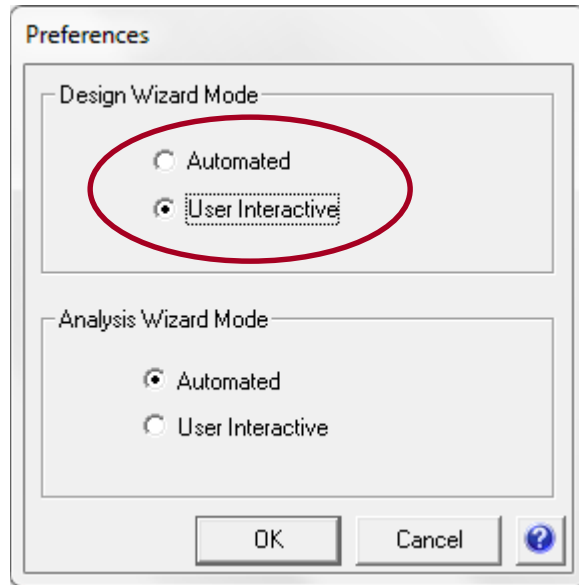 Preferences
Design Wizard Mode
Automated
User Interactive
Analysis Wizard Mode
Automated
User Interactive
OK Cancel ?